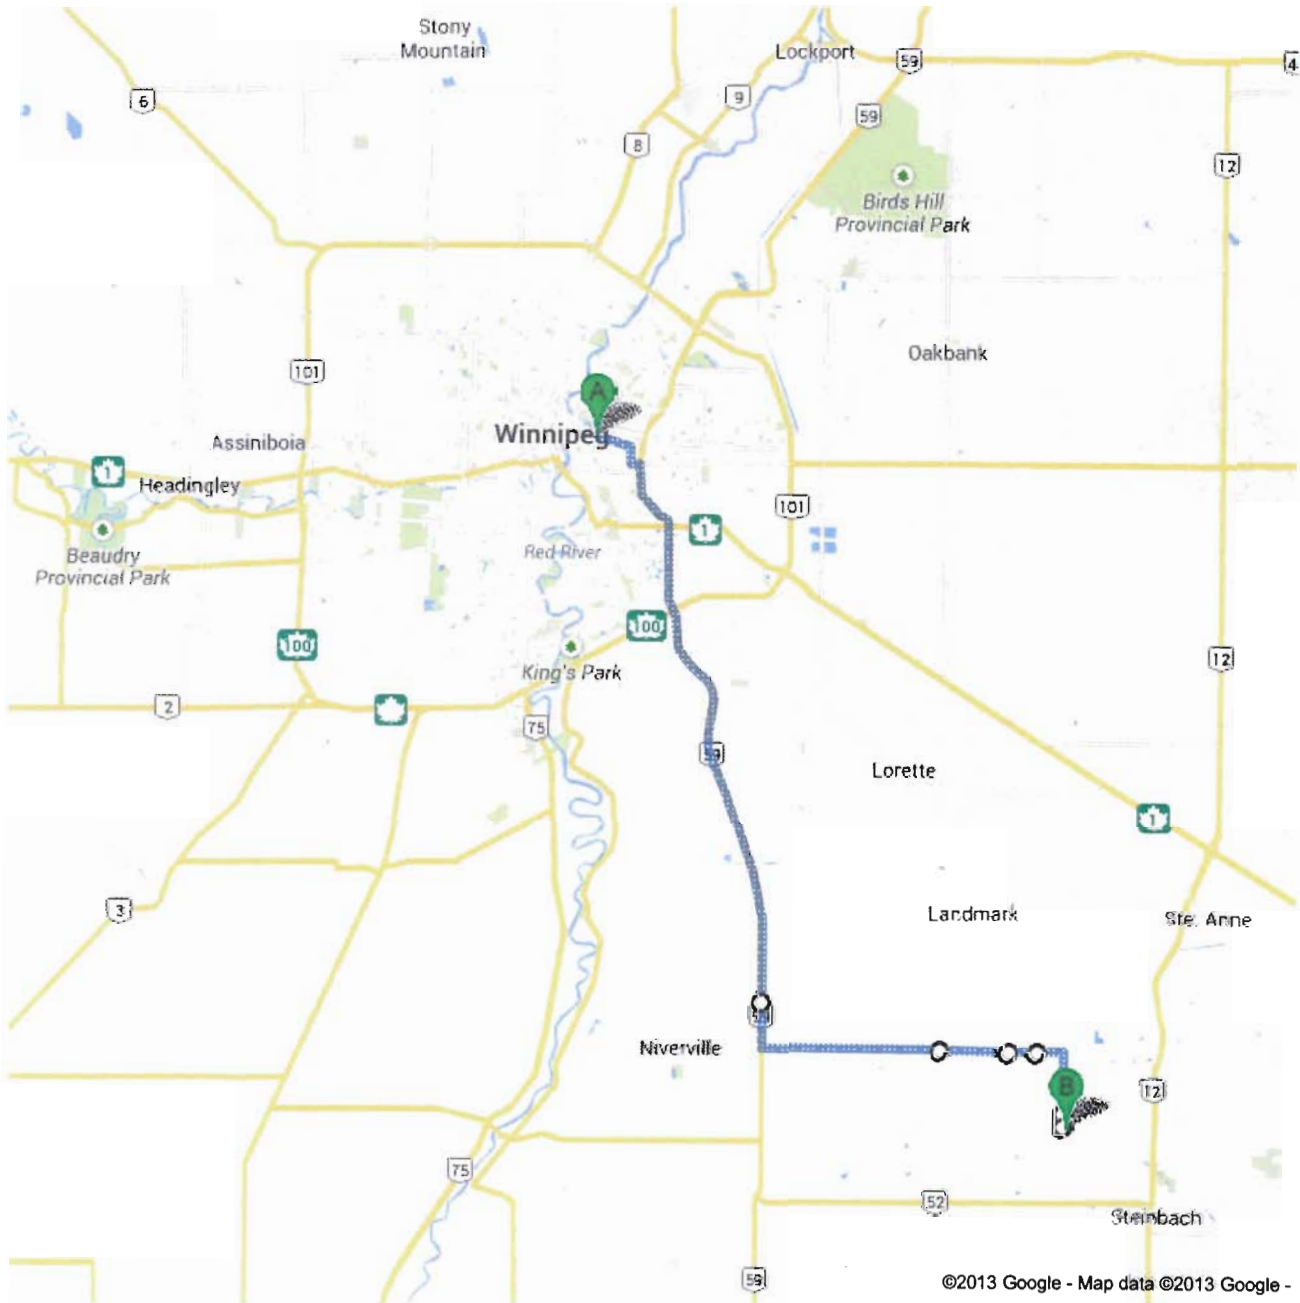 Stony
Mountain
Lockport
59
4
6
9
59
8
12
Birds Hill
Provincial Park
Oakbank
101
A
Winnipeg
Assiniboia
1
Headingley
101
1
Red River
Beaudry
Provincial Park
100
100
King's Park
12
2
75
59
Lorette
1
3
Landmark
Ste. Anne
Niverville
B
12
75
52
Steinbach
59
©2013 Google - Map data ©2013 Google -